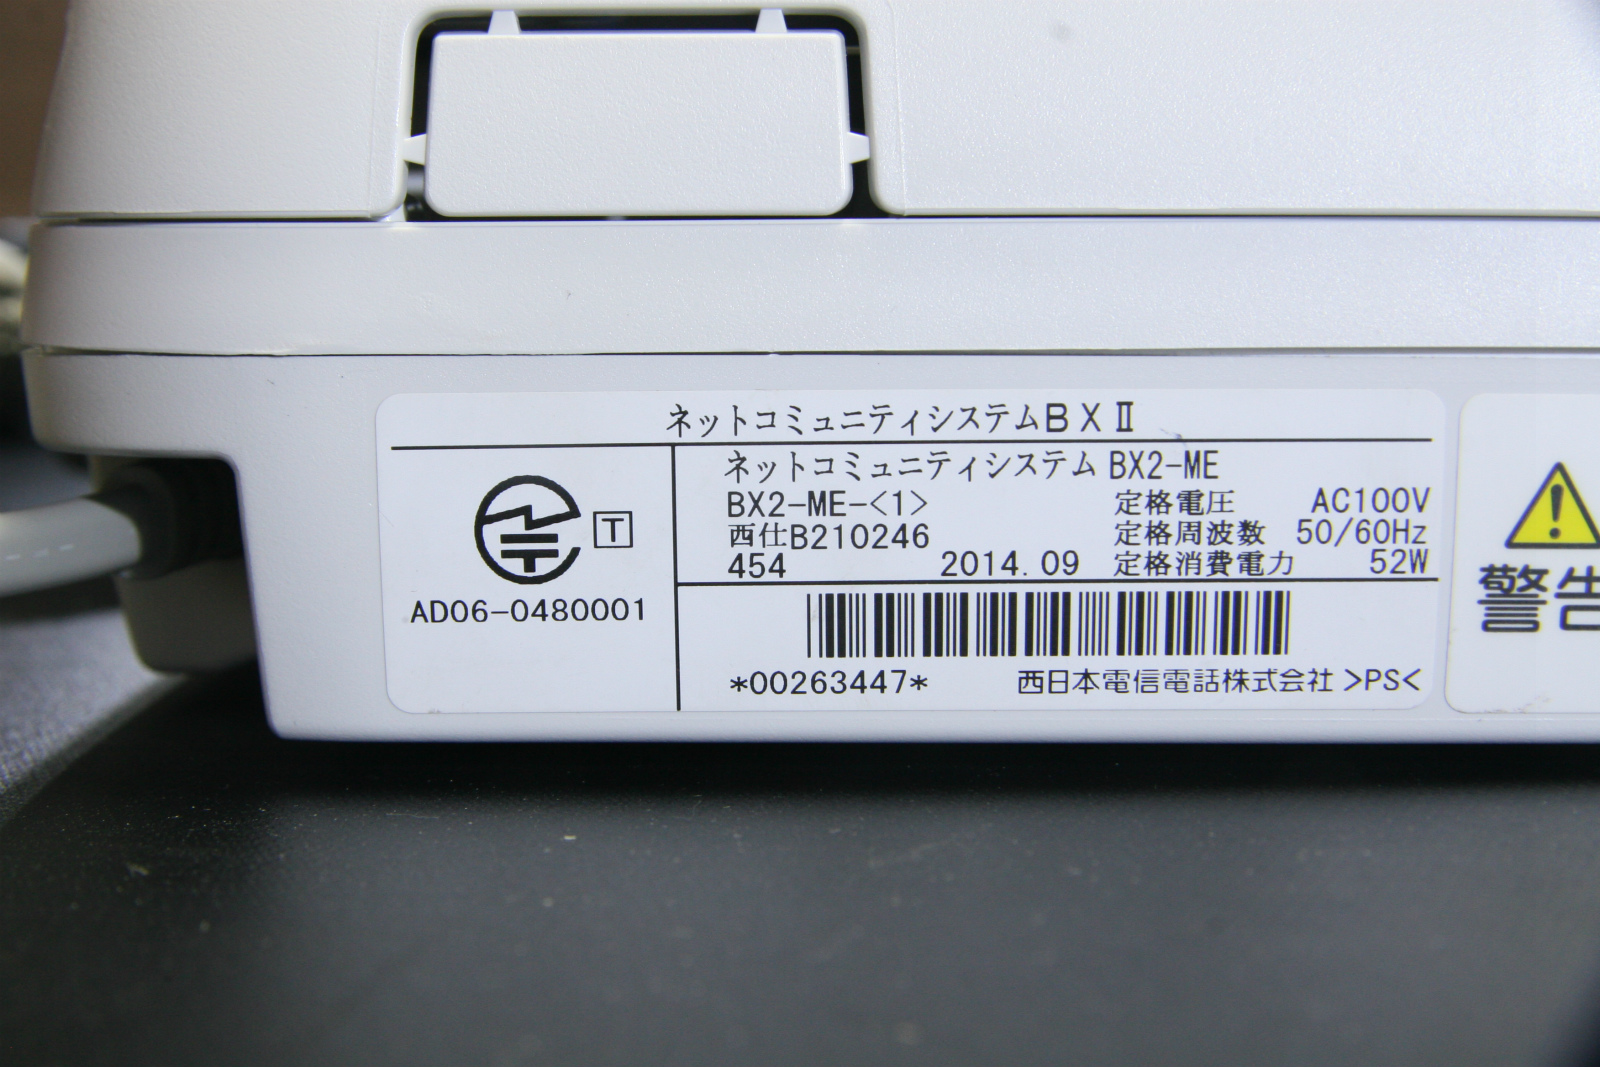 ネットコミュニティシステムBXⅡ
ネットコミュニティシステム BX2-ME
BX2-ME-<1> 定格電圧 AC100V
西仕B210246 定格周波数 50/60Hz
454 2014.09 定格消費電力 52W
T
AD06-0480001
*00263447* 西日本電信電話株式会社 >PS<
警告